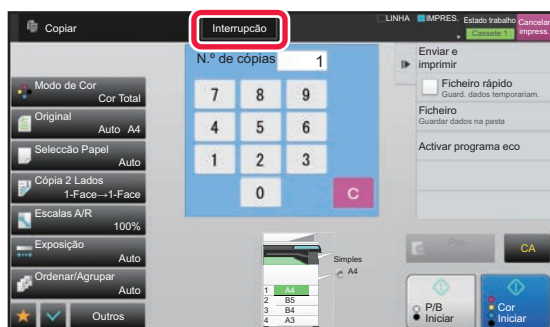 Copiar
Interrupcão
LINHA
IMPRES.
Estado trabalho
Cassete 1
Cancelar
impress.
N.º de cópias
1
7 8 9
4 5 6
1 2 3
0 C
Modo de Cor
Cor Total
Original
Auto A4
Seleccão Papel
Auto
Cópia 2 Lados
1-Face→1-Face
Escalas A/R
100%
Exposição
Auto
Ordenar/Agrupar
Auto
Outros
Simples
A4
1 A4
2 B5
3 B4
4 A3
Enviar e
imprimir
Ficheiro rápido
Guard. dados temporariam.
Ficheiro
Guardar dados na pasta
Activar programa eco
CA
P/B
Iniciar
Cor
Iniciar